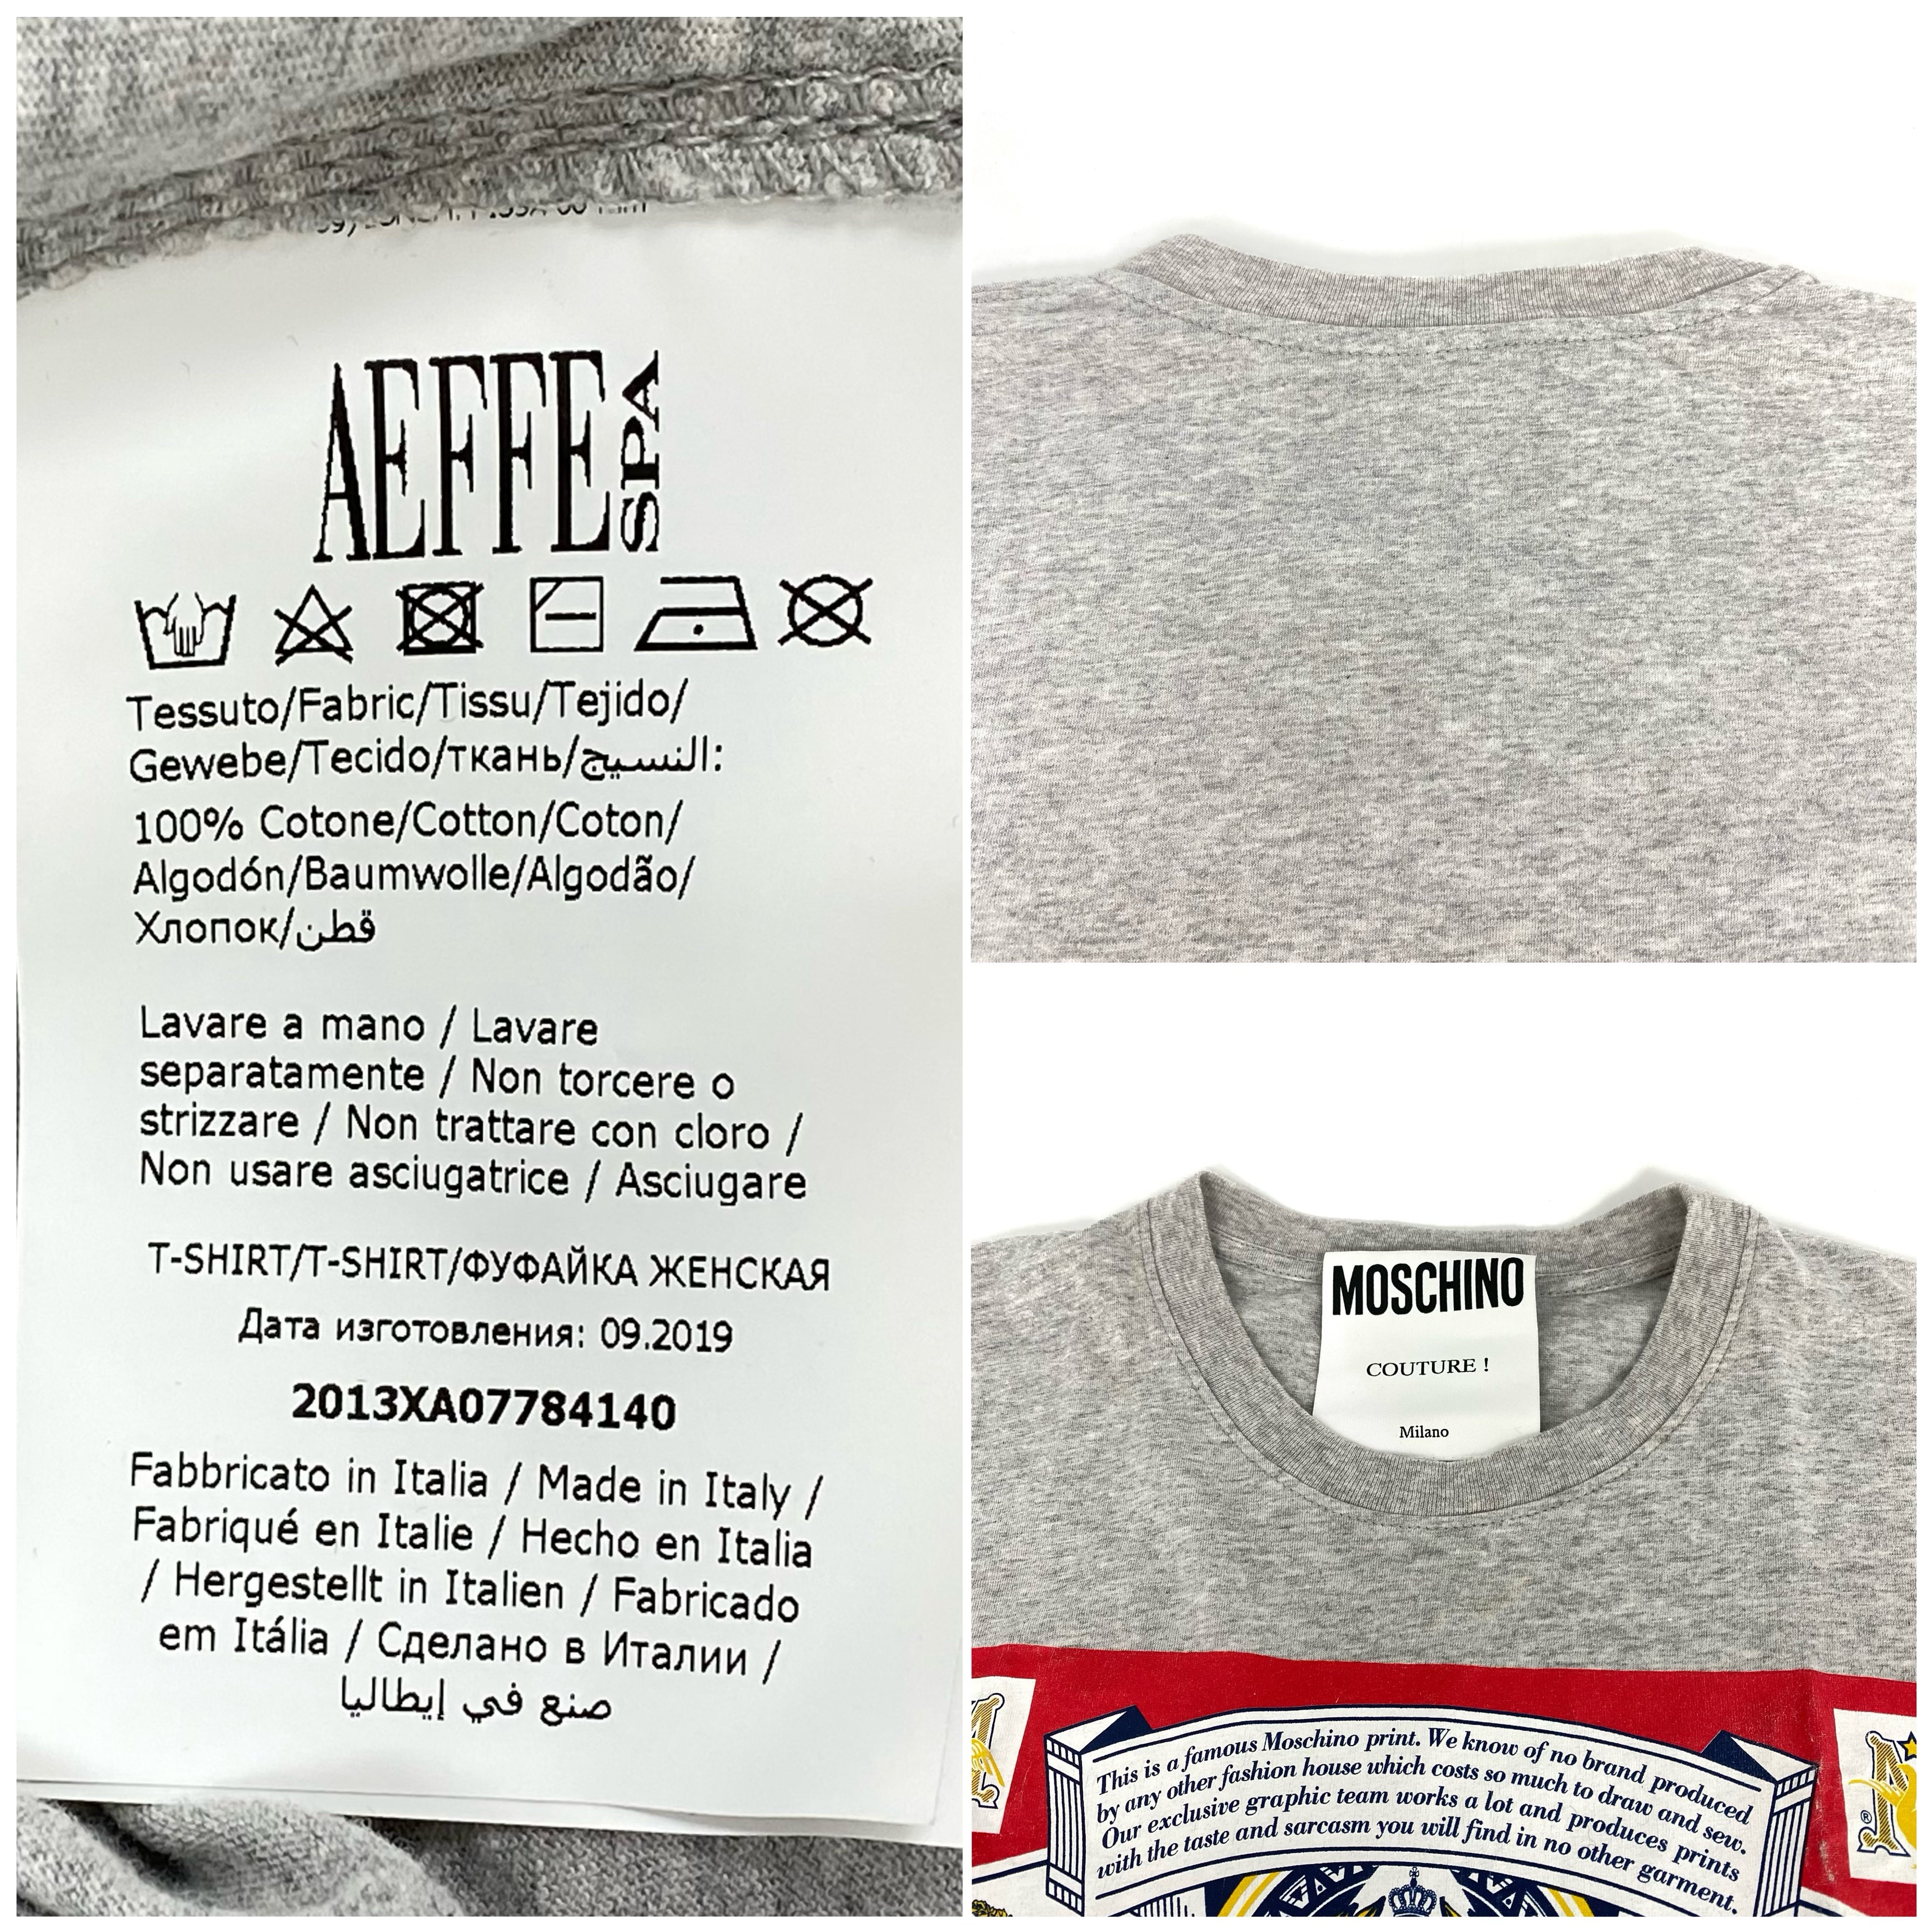 AEFFE SPA
Tessuto/Fabric/Tissu/Tejido/
Gewebe/Tecido/ткань/النسيج:
100% Cotone/Cotton/Coton/
Algodón/Baumwolle/Algodão/
Хлопок/قطن
Lavare a mano / Lavare
separatamente / Non torcere o
strizzare / Non trattare con cloro /
Non usare asciugatrice / Asciugare
T-SHIRT/T-SHIRT/ФУФАЙКА ЖЕНСКАЯ
Дата изготовления: 09.2019
2013XA07784140
Fabbricato in Italia / Made in Italy /
Fabriqué en Italie / Hecho en Italia
/ Hergestellt in Italien / Fabricado
em Itália / Сделано в Италии /
صنع في إيطاليا
MOSCHINO
COUTURE !
Milano
This is a famous Moschino print. We know of no brand produced
by any other fashion house which costs so much to draw and sew.
Our exclusive graphic team works a lot and produces prints
with the taste and sarcasm you will find in no other garment.